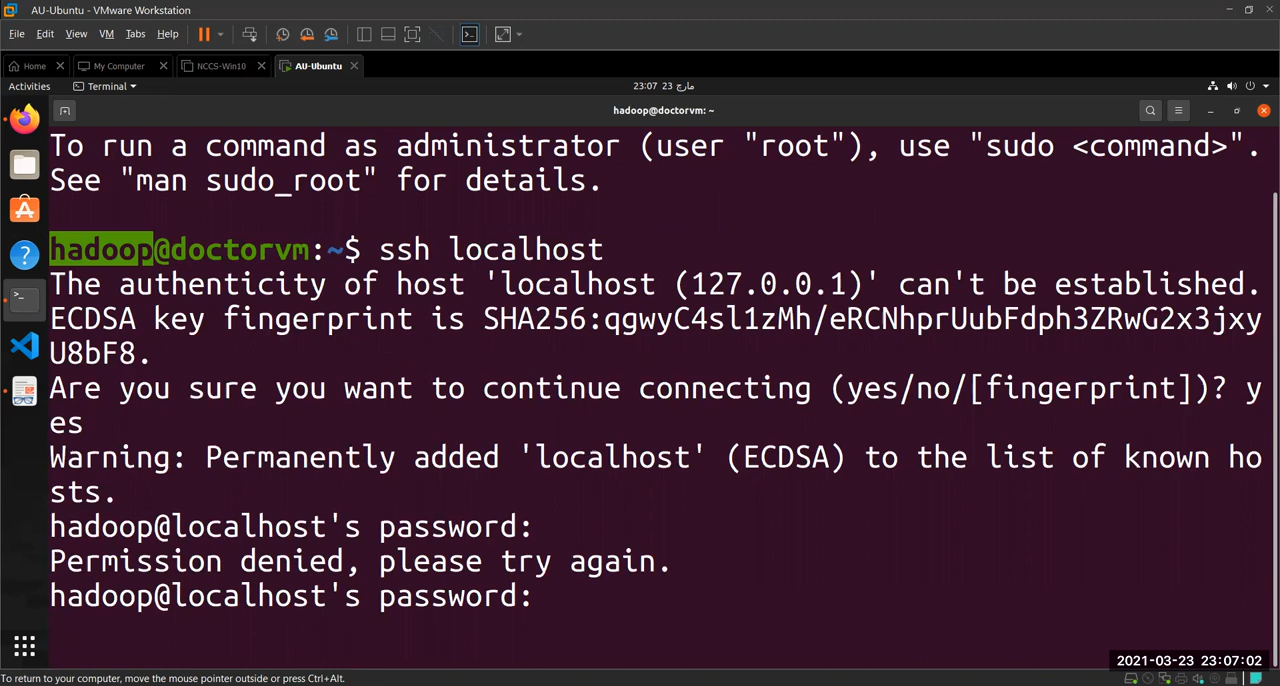 AU-Ubuntu - VMware Workstation
File Edit View VM Tabs Help
Home My Computer NCCS-Win10 AU-Ubuntu
Activities Terminal 23:07 23 مارچ
hadoop@doctorvm: ~
To run a command as administrator (user "root"), use "sudo <command>".
See "man sudo_root" for details.
hadoop@doctorvm:~$ ssh localhost
The authenticity of host 'localhost (127.0.0.1)' can't be established.
ECDSA key fingerprint is SHA256:qgwyC4sl1zMh/eRCNhprUubFdph3ZRwG2x3jxy
U8bF8.
Are you sure you want to continue connecting (yes/no/[fingerprint])? y
es
Warning: Permanently added 'localhost' (ECDSA) to the list of known ho
sts.
hadoop@localhost's password:
Permission denied, please try again.
hadoop@localhost's password:
2021-03-23 23:07:02
To return to your computer, move the mouse pointer outside or press Ctrl+Alt.